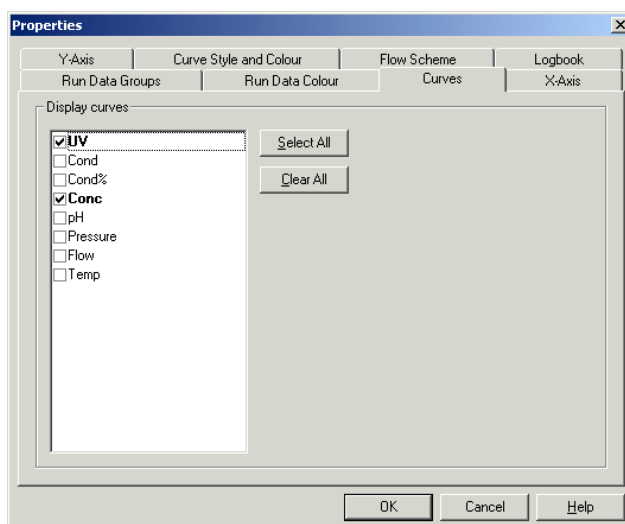 Properties
Y-Axis Curve Style and Colour Flow Scheme Logbook
Run Data Groups Run Data Colour Curves X-Axis
Display curves
UV
Cond
Cond%
Conc
pH
Pressure
Flow
Temp
Select All
Clear All
OK Cancel Help